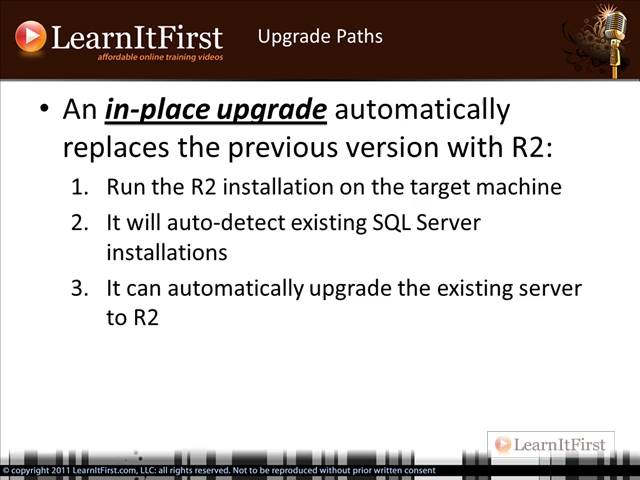 LearnItFirst
affordable online training videos
Upgrade Paths
• An in-place upgrade automatically
replaces the previous version with R2:
1. Run the R2 installation on the target machine
2. It will auto-detect existing SQL Server
installations
3. It can automatically upgrade the existing server
to R2
LearnItFirst
© copyright 2011 LearnItFirst.com, LLC: all rights reserved. Not to be reproduced without prior written consent